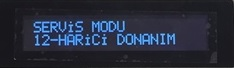 SERViS MODU
12-HARiCi DONANIM